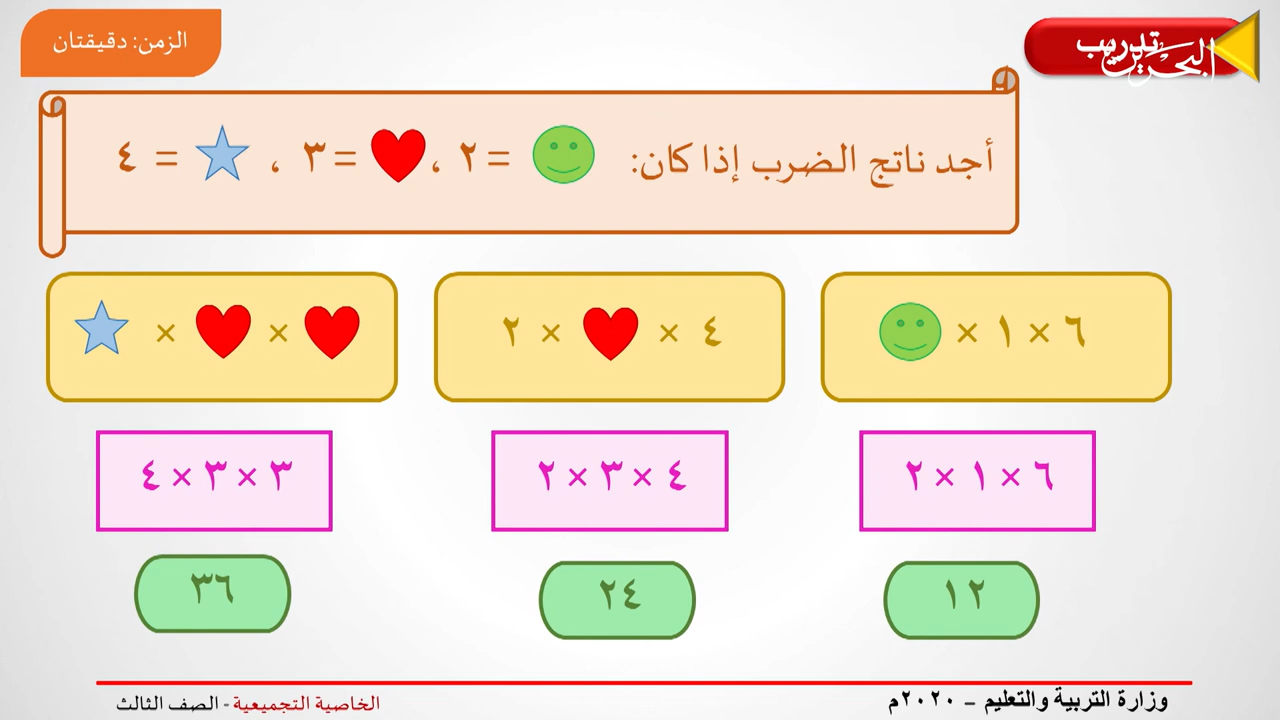 تدريب
البحرين
الزمن: دقيقتان
أجد ناتج الضرب إذا كان: = ٢ ، = ٣ ، = ٤
٦ × ١ ×
٤ × × ٢
× ×
٦ × ١ × ٢
٤ × ٣ × ٢
٣ × ٣ × ٤
١٢
٢٤
٣٦
وزارة التربية والتعليم – ٢٠٢٠م
الخاصية التجميعية - الصف الثالث